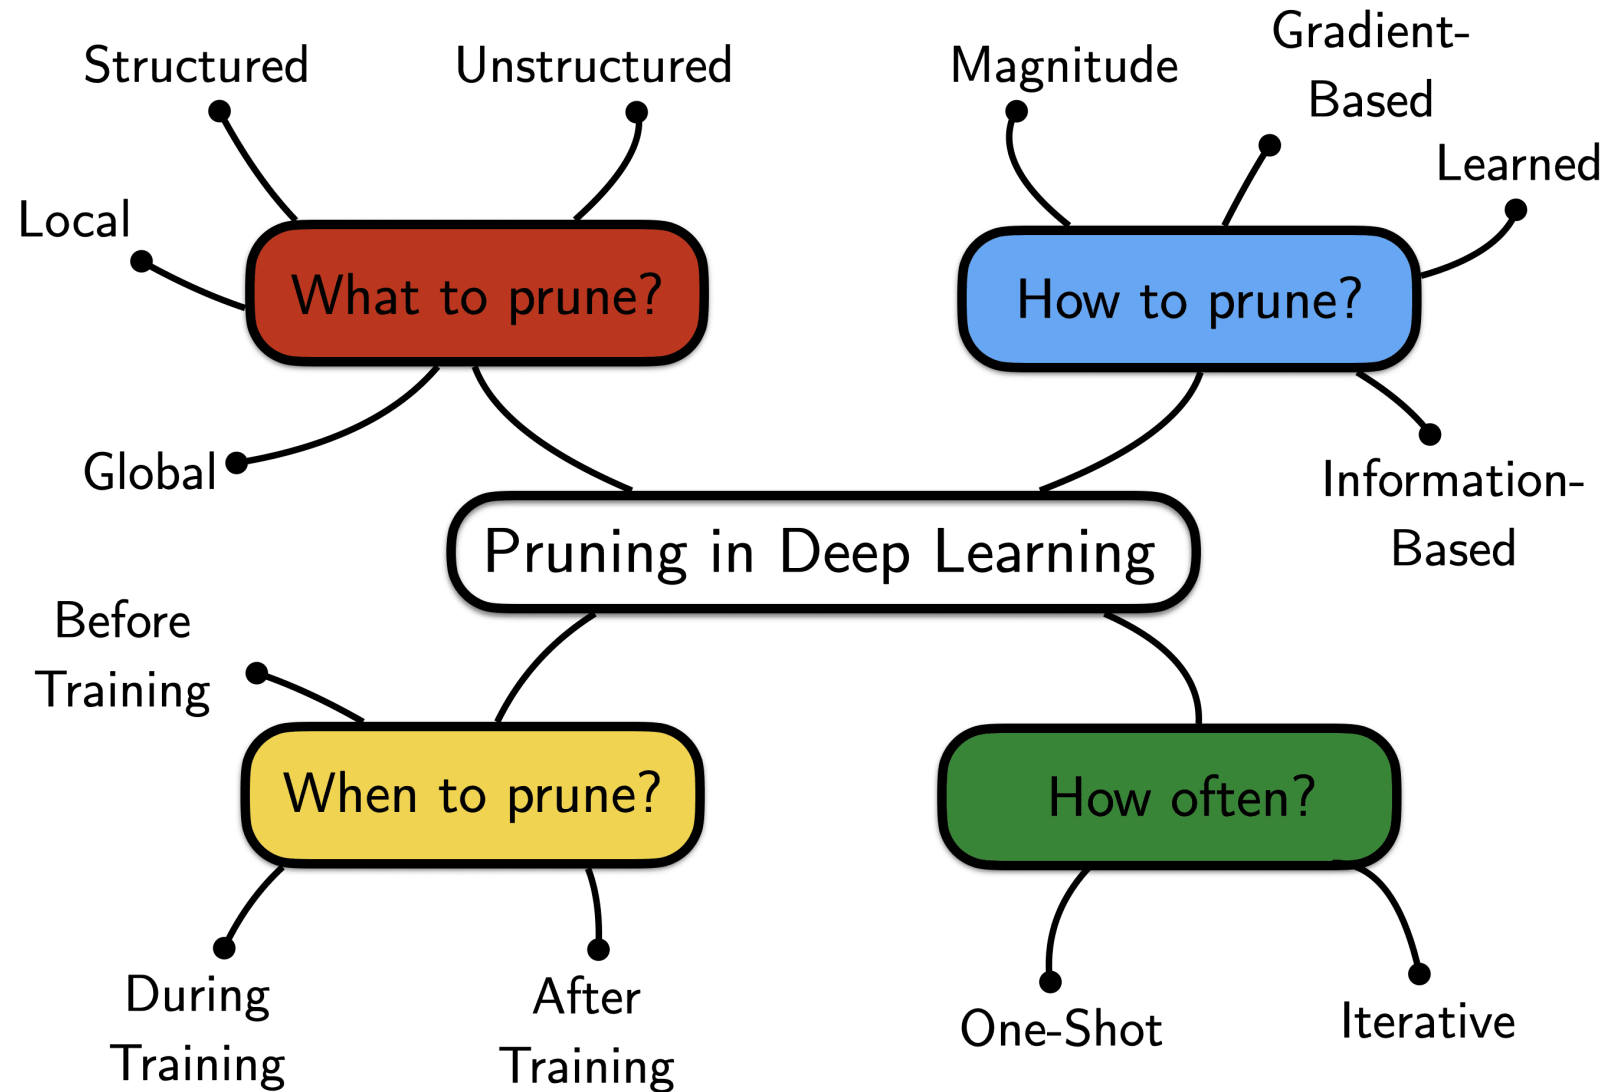 Structured
Unstructured
Local
What to prune?
Global
Magnitude
Gradient-
Based
Learned
How to prune?
Information-
Based
Pruning in Deep Learning
Before
Training
When to prune?
During
Training
After
Training
How often?
One-Shot
Iterative